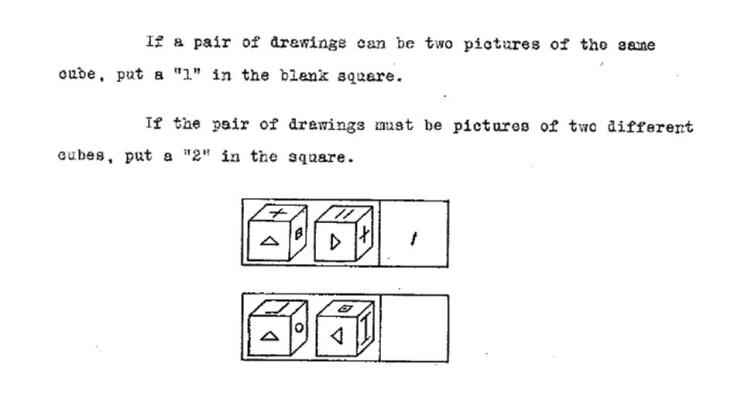 If a pair of drawings can be two pictures of the same
cube, put a "1" in the blank square.
If the pair of drawings must be pictures of two different
cubes, put a "2" in the square.
B
1